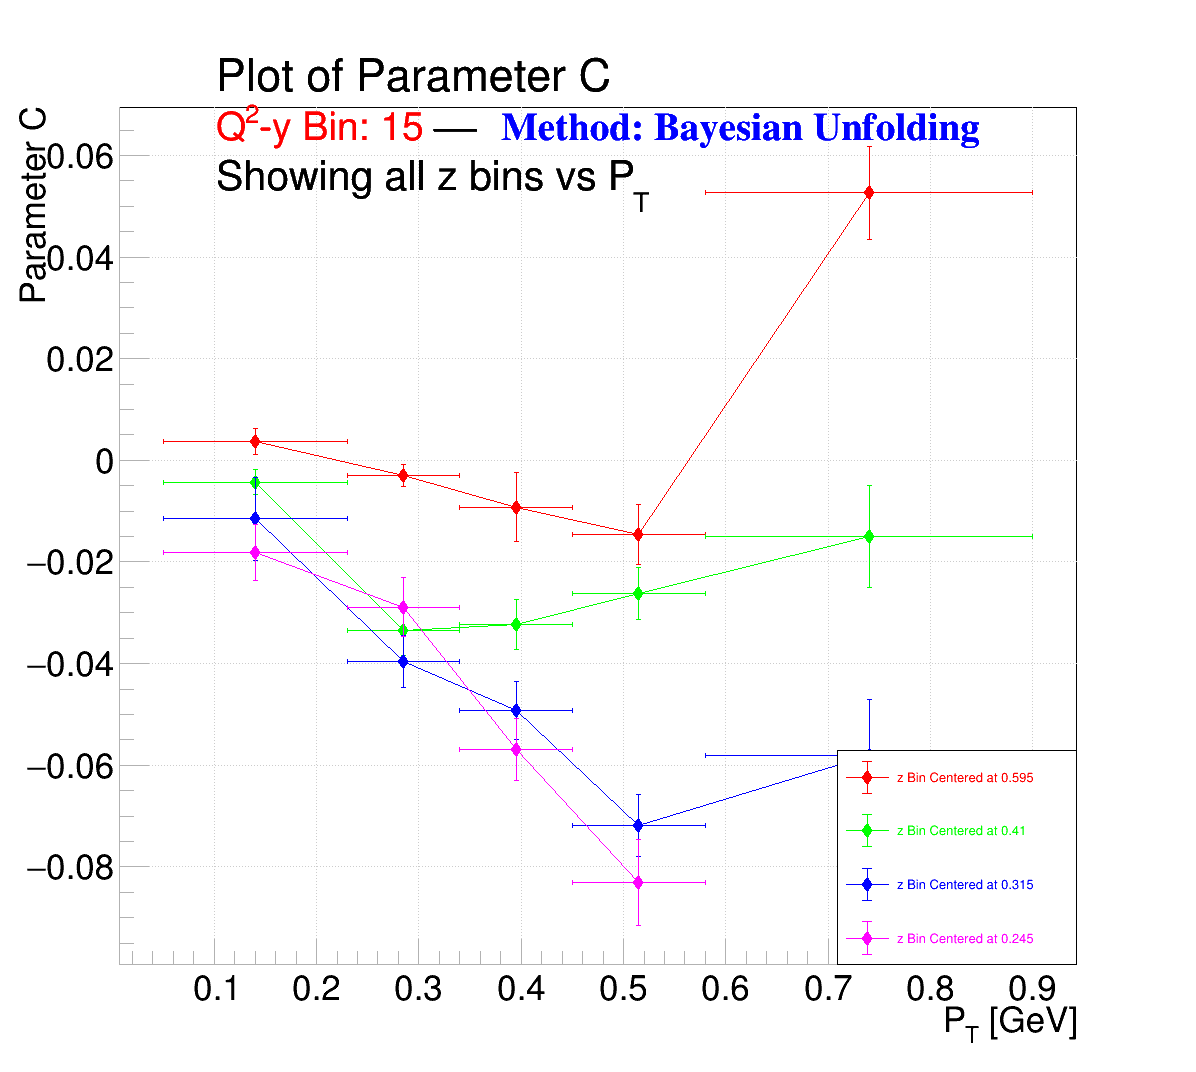 Plot of Parameter C
Q²-y Bin: 15 — Method: Bayesian Unfolding
Showing all z bins vs P_T
Parameter C
0.06
0.04
0.02
0
−0.02
−0.04
−0.06
−0.08
z Bin Centered at 0.595
z Bin Centered at 0.41
z Bin Centered at 0.315
z Bin Centered at 0.245
0.1 0.2 0.3 0.4 0.5 0.6 0.7 0.8 0.9
P_T [GeV]